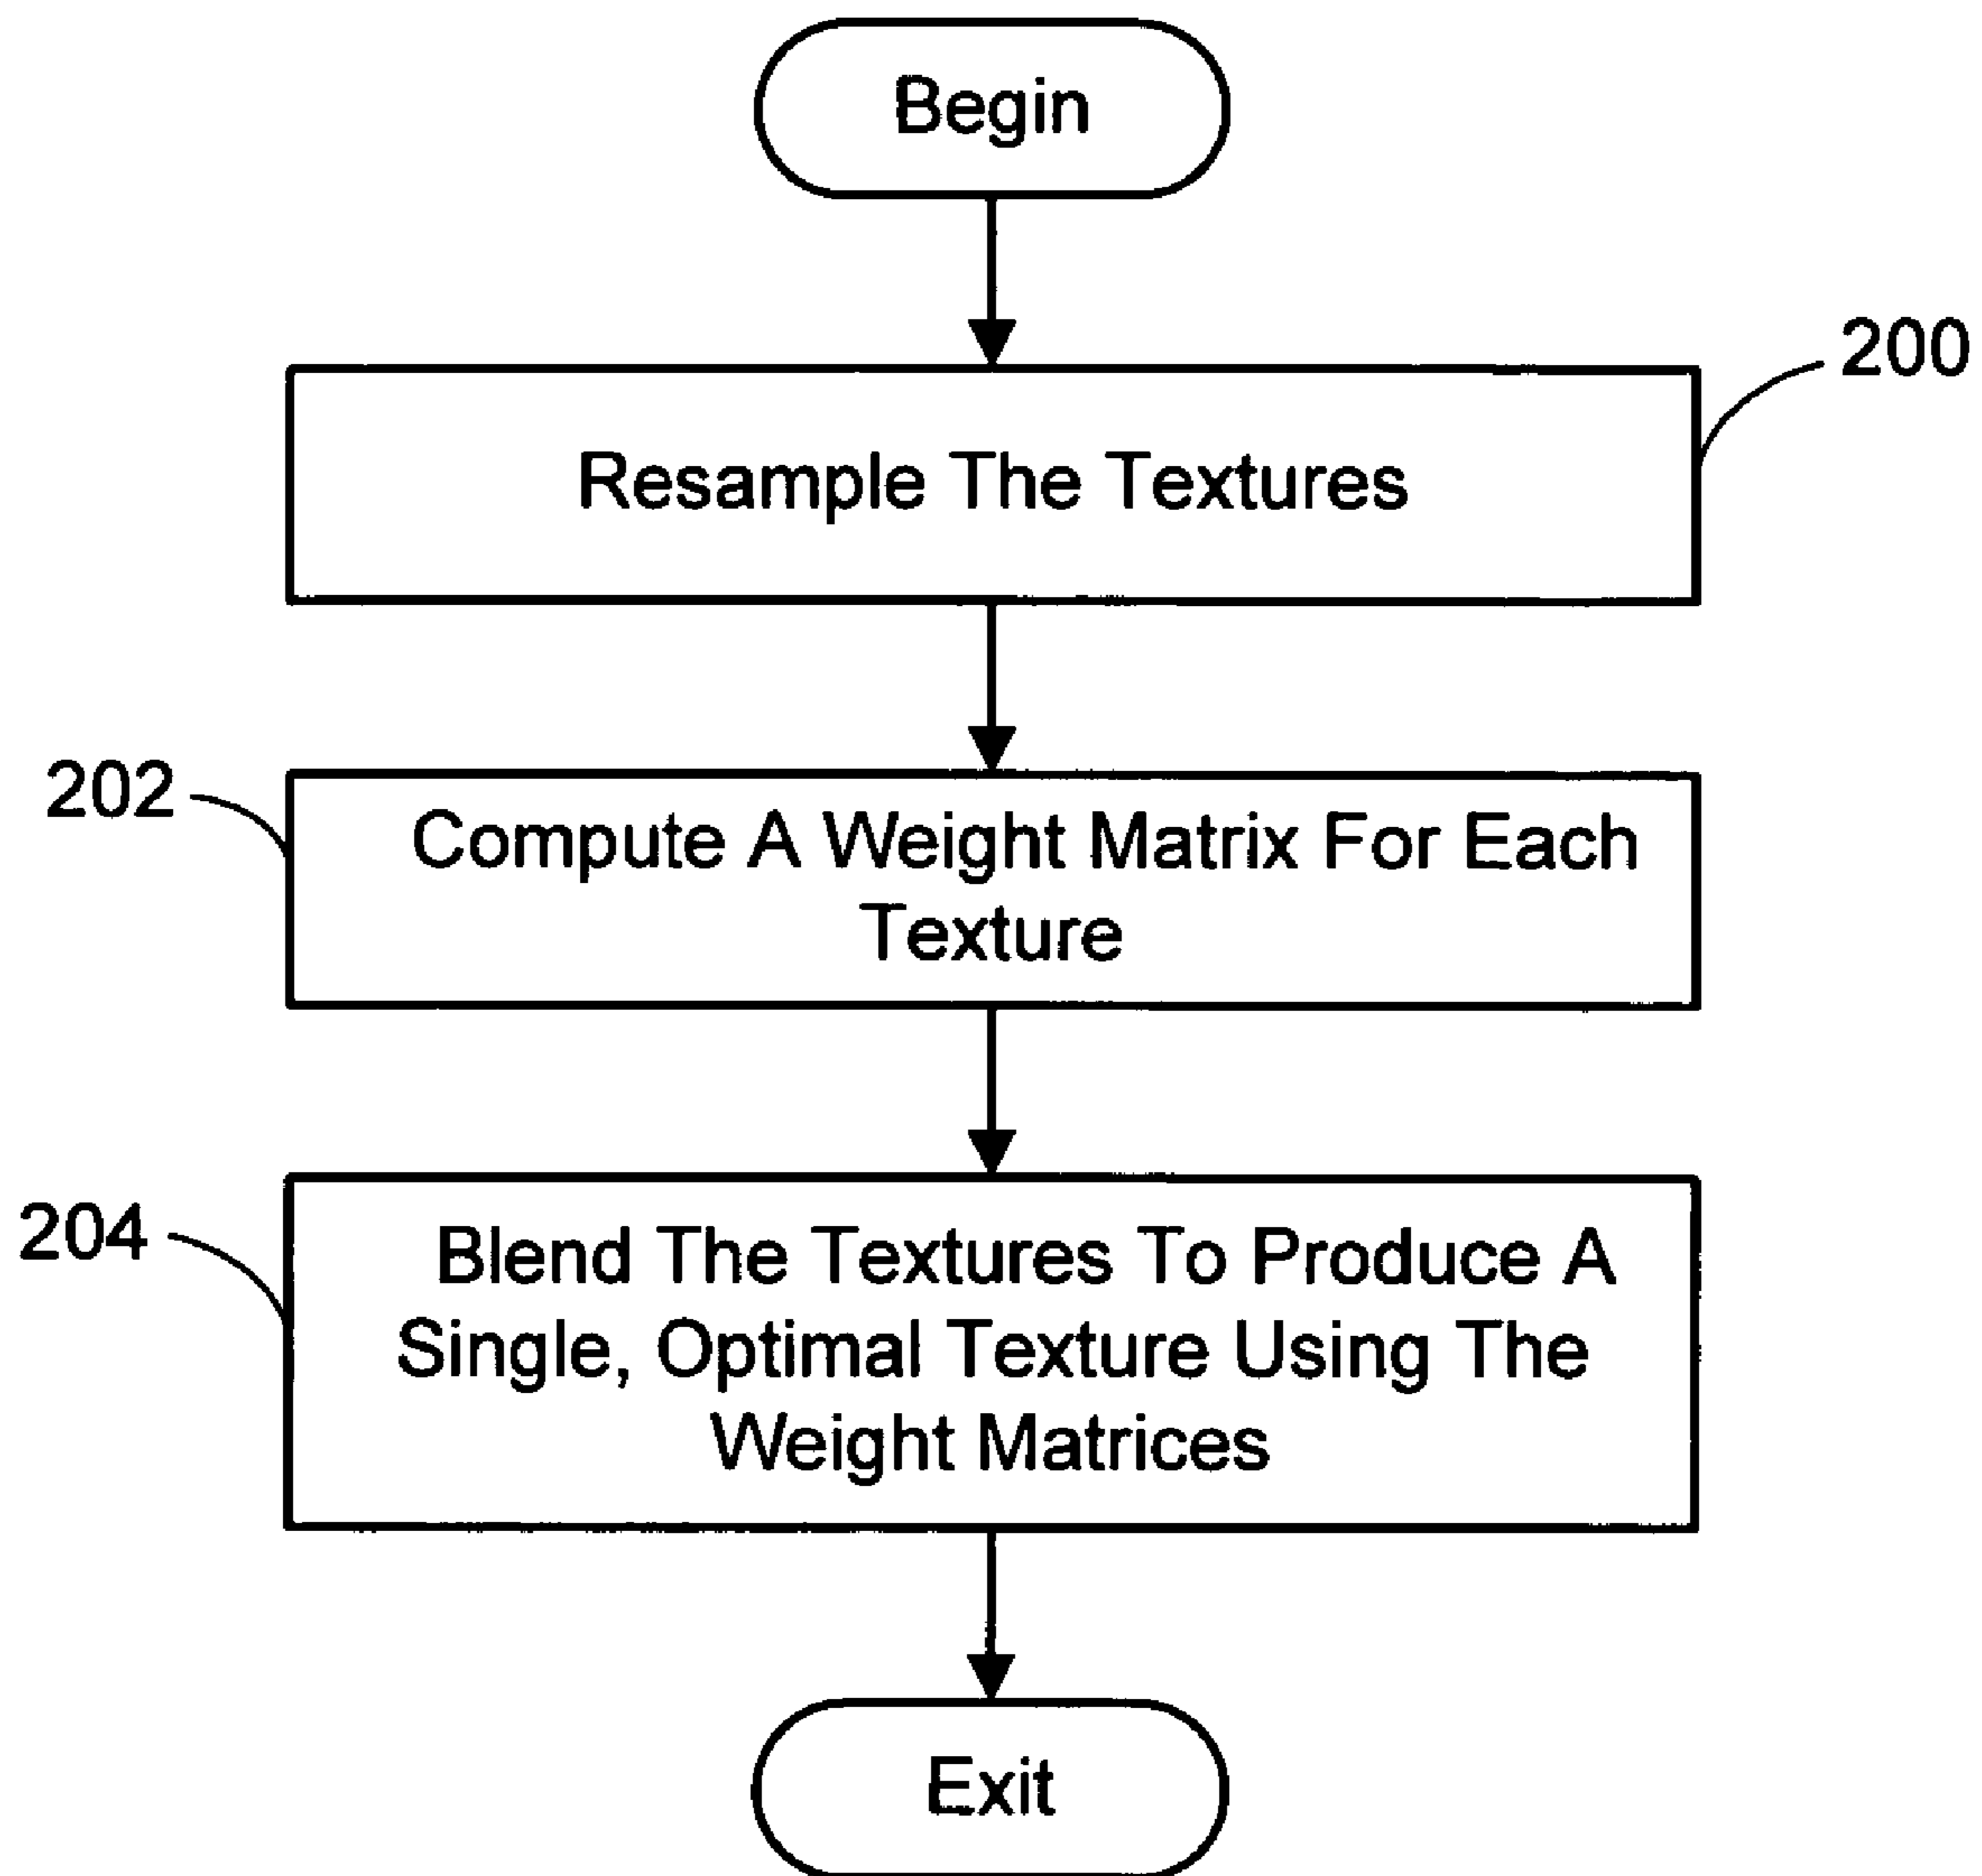 Begin
200
Resample The Textures
202
Compute A Weight Matrix For Each
Texture
204
Blend The Textures To Produce A
Single, Optimal Texture Using The
Weight Matrices
Exit